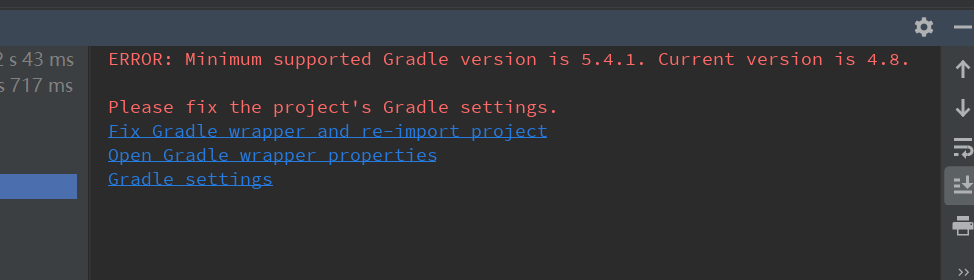 2 s 43 ms
ERROR: Minimum supported Gradle version is 5.4.1. Current version is 4.8.
s 717 ms
Please fix the project's Gradle settings.
Fix Gradle wrapper and re-import project
Open Gradle wrapper properties
Gradle settings